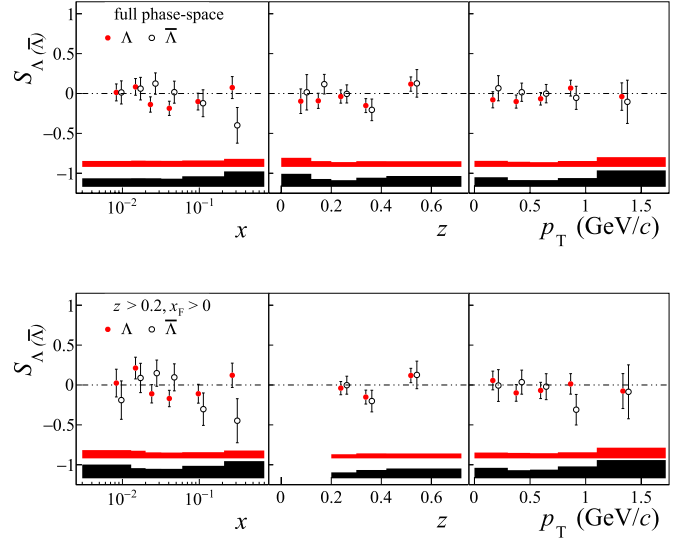 full phase-space
Λ Λ̅
S_Λ(Λ̅)
1
0.5
0
−0.5
−1
10⁻² 10⁻¹ 0 0.2 0.4 0.6 0 0.5 1 1.5
x z p_T (GeV/c)
z > 0.2, x_F > 0
Λ Λ̅
S_Λ(Λ̅)
1
0.5
0
−0.5
−1
10⁻² 10⁻¹ 0 0.2 0.4 0.6 0 0.5 1 1.5
x z p_T (GeV/c)